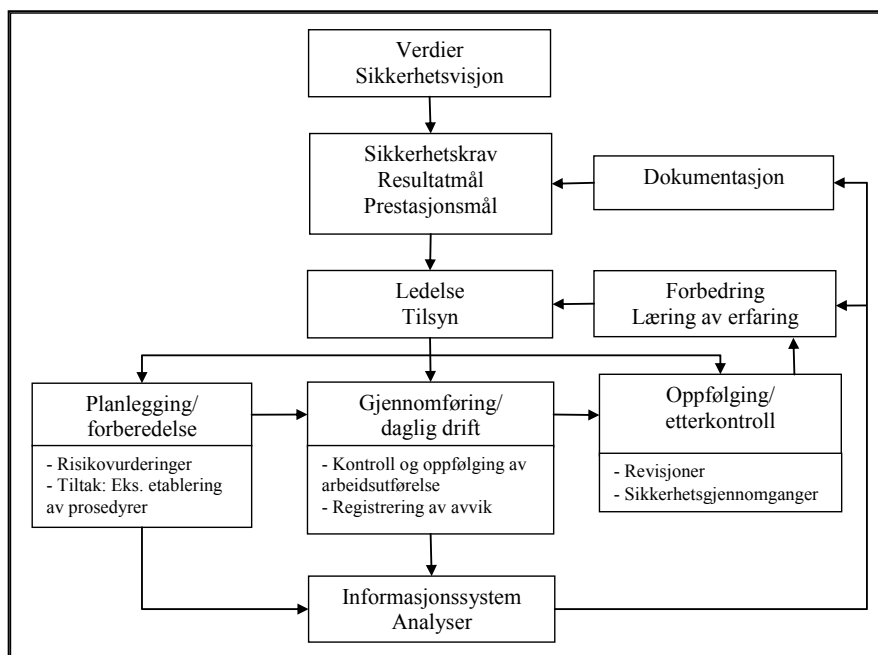 Verdier
Sikkerhetsvisjon
Sikkerhetskrav
Resultatmål
Prestasjonsmål
Dokumentasjon
Ledelse
Tilsyn
Forbedring
Læring av erfaring
Planlegging/
forberedelse
- Risikovurderinger
- Tiltak: Eks. etablering
av prosedyrer
Gjennomføring/
daglig drift
- Kontroll og oppfølging av
arbeidsutførelse
- Registrering av avvik
Oppfølging/
etterkontroll
- Revisjoner
- Sikkerhetsgjennomganger
Informasjonssystem
Analyser